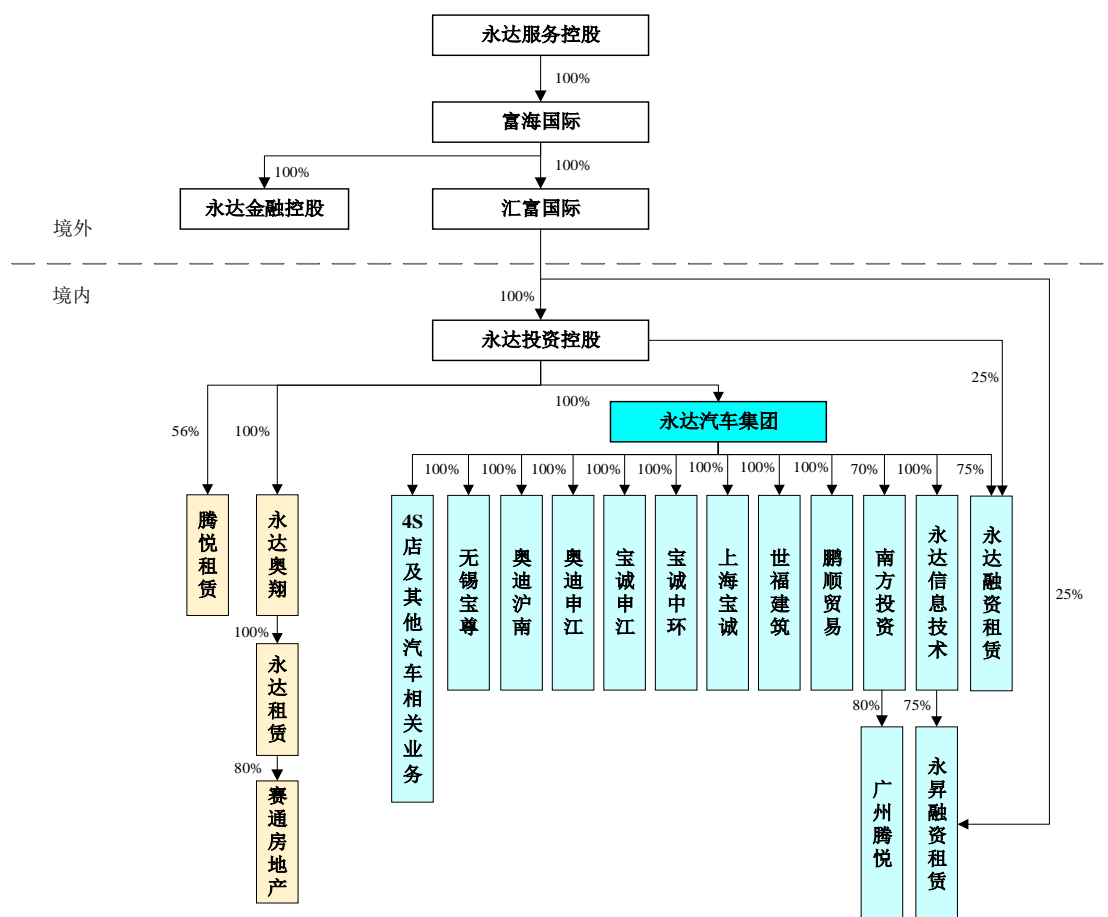 永达服务控股
100%
富海国际
100%
100%
永达金融控股
汇富国际
境外
境内
100%
永达投资控股
25%
100%
永达汽车集团
56%
100%
100%
100%
100%
100%
100%
100%
100%
100%
70%
100%
75%
腾悦租赁
永达奥翔
4S店及其他汽车相关业务
无锡宝尊
奥迪沪南
奥迪申江
宝诚申江
宝诚中环
上海宝诚
世福建筑
鹏顺贸易
南方投资
永达信息技术
永达融资租赁
25%
100%
永达租赁
80%
75%
80%
赛通房地产
广州腾悦
永昇融资租赁